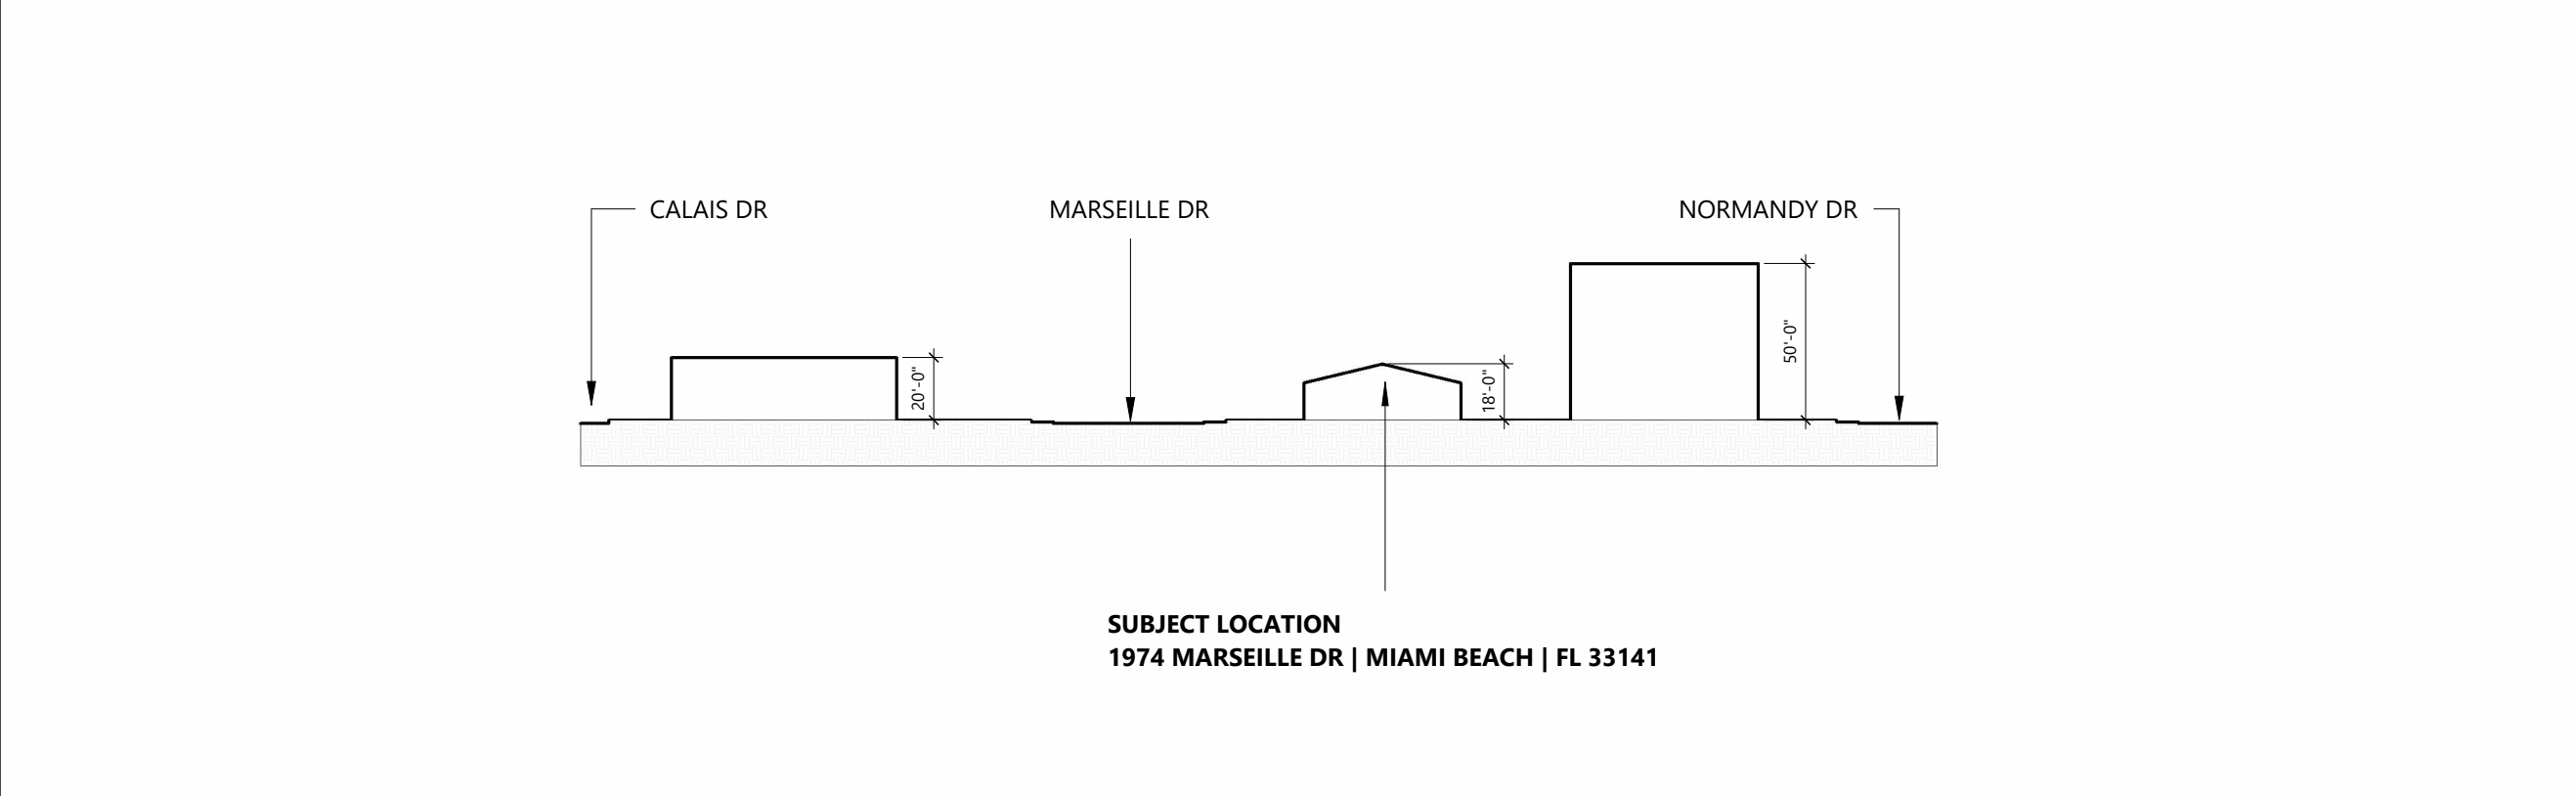 CALAIS DR
MARSEILLE DR
NORMANDY DR
20'-0"
18'-0"
50'-0"
SUBJECT LOCATION
1974 MARSEILLE DR | MIAMI BEACH | FL 33141